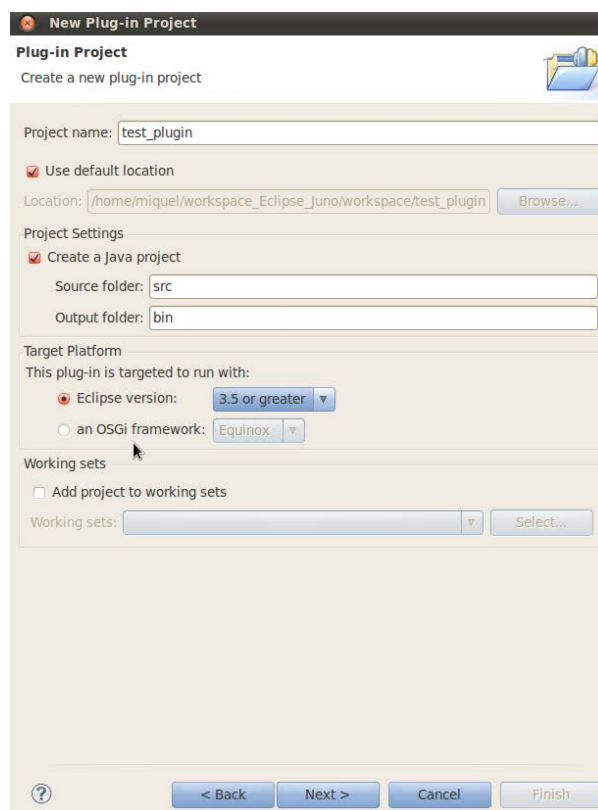 New Plug-in Project
Plug-in Project
Create a new plug-in project
Project name: test_plugin
Use default location
Location: /home/miquel/workspace_Eclipse_Juno/workspace/test_plugin Browse...
Project Settings
Create a Java project
Source folder: src
Output folder: bin
Target Platform
This plug-in is targeted to run with:
Eclipse version: 3.5 or greater
an OSGi framework: Equinox
Working sets
Add project to working sets
Working sets: Select...
? < Back Next > Cancel Finish